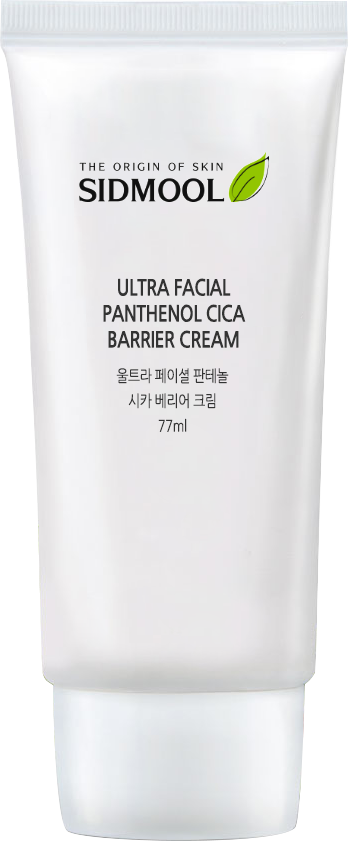 THE ORIGIN OF SKIN
SIDMOOL
ULTRA FACIAL
PANTHENOL CICA
BARRIER CREAM
울트라 페이셜 판테놀
시카 베리어 크림
77ml